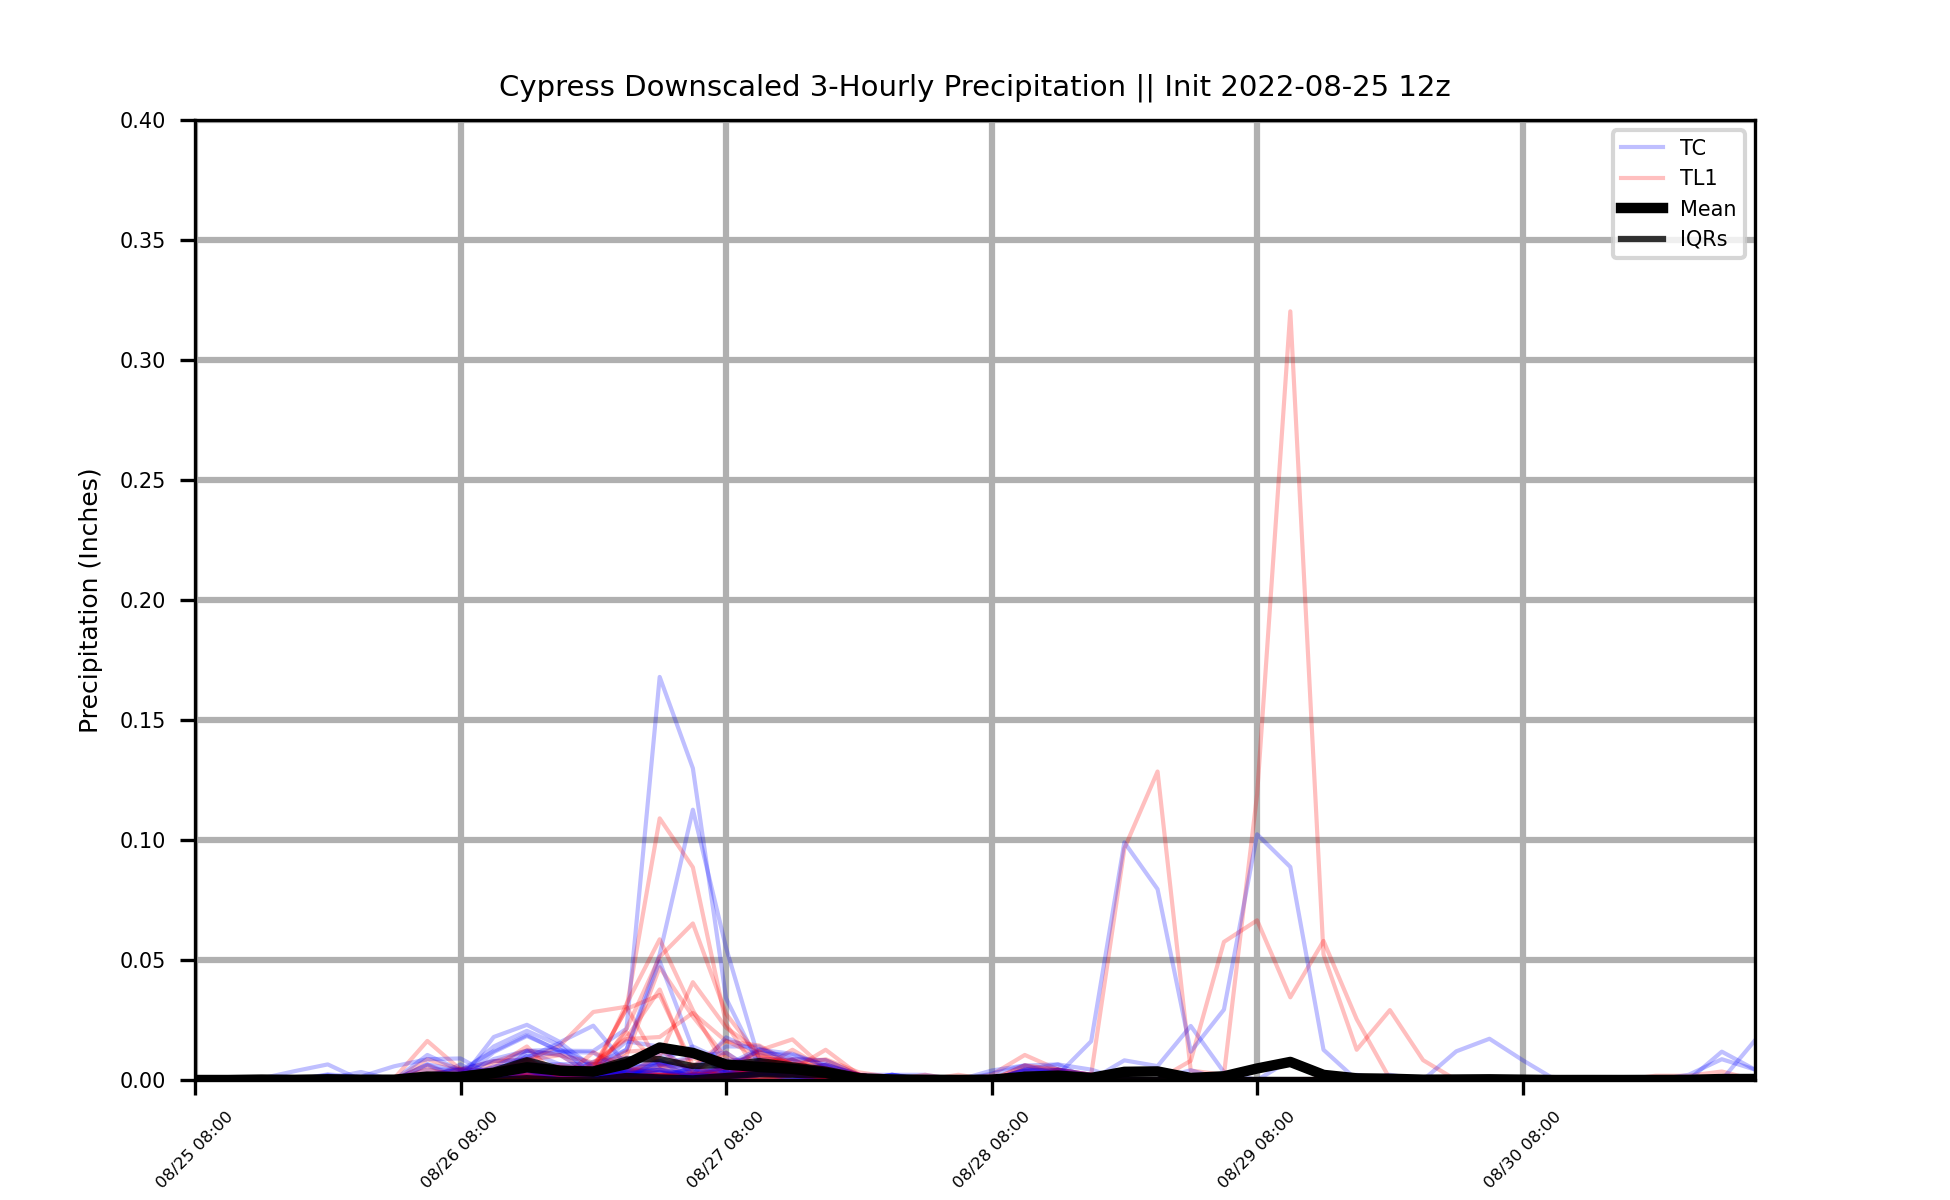 Cypress Downscaled 3-Hourly Precipitation || Init 2022-08-25 12z
0.40
0.35
0.30
0.25
0.20
0.15
0.10
0.05
0.00
Precipitation (Inches)
TC
TL1
Mean
IQRs
08/25 08:00
08/26 08:00
08/27 08:00
08/28 08:00
08/29 08:00
08/30 08:00